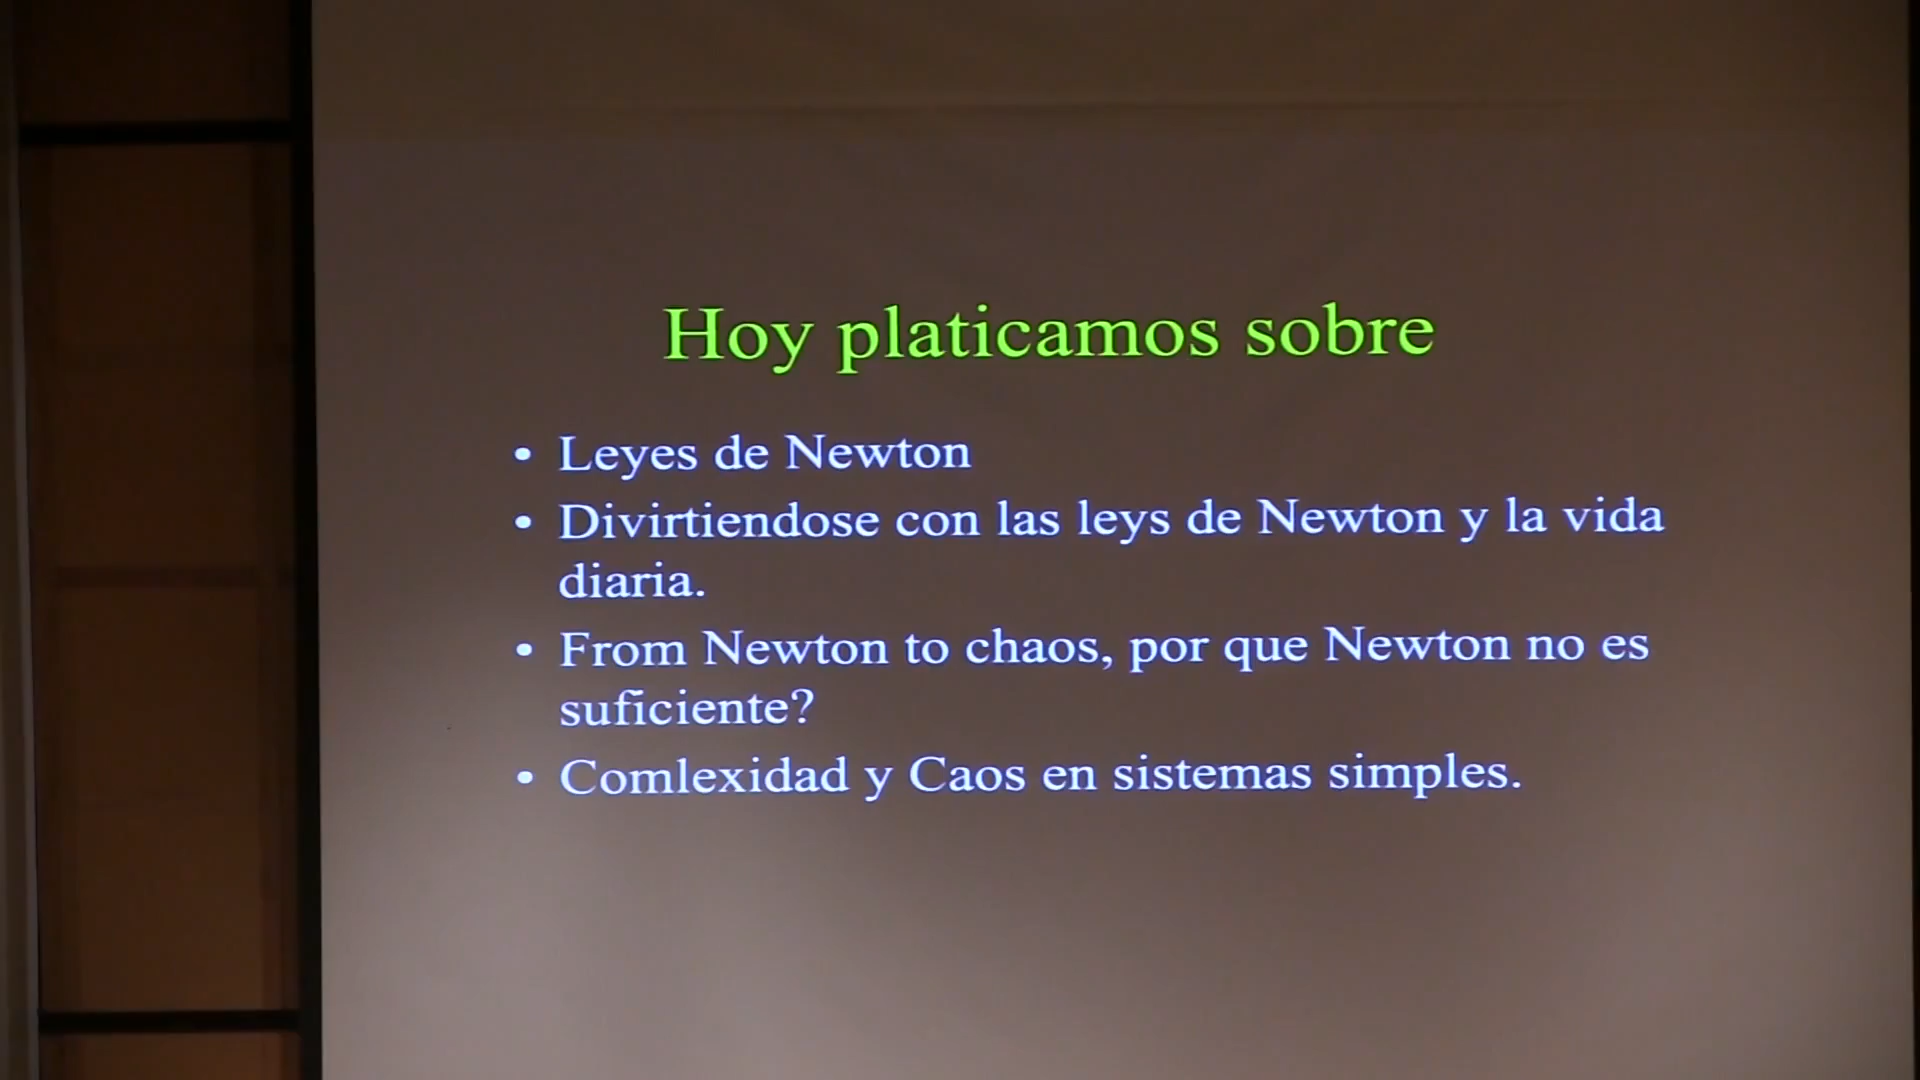 Hoy platicamos sobre
• Leyes de Newton
• Divirtiendose con las leys de Newton y la vida
diaria.
• From Newton to chaos, por que Newton no es
suficiente?
• Comlexidad y Caos en sistemas simples.